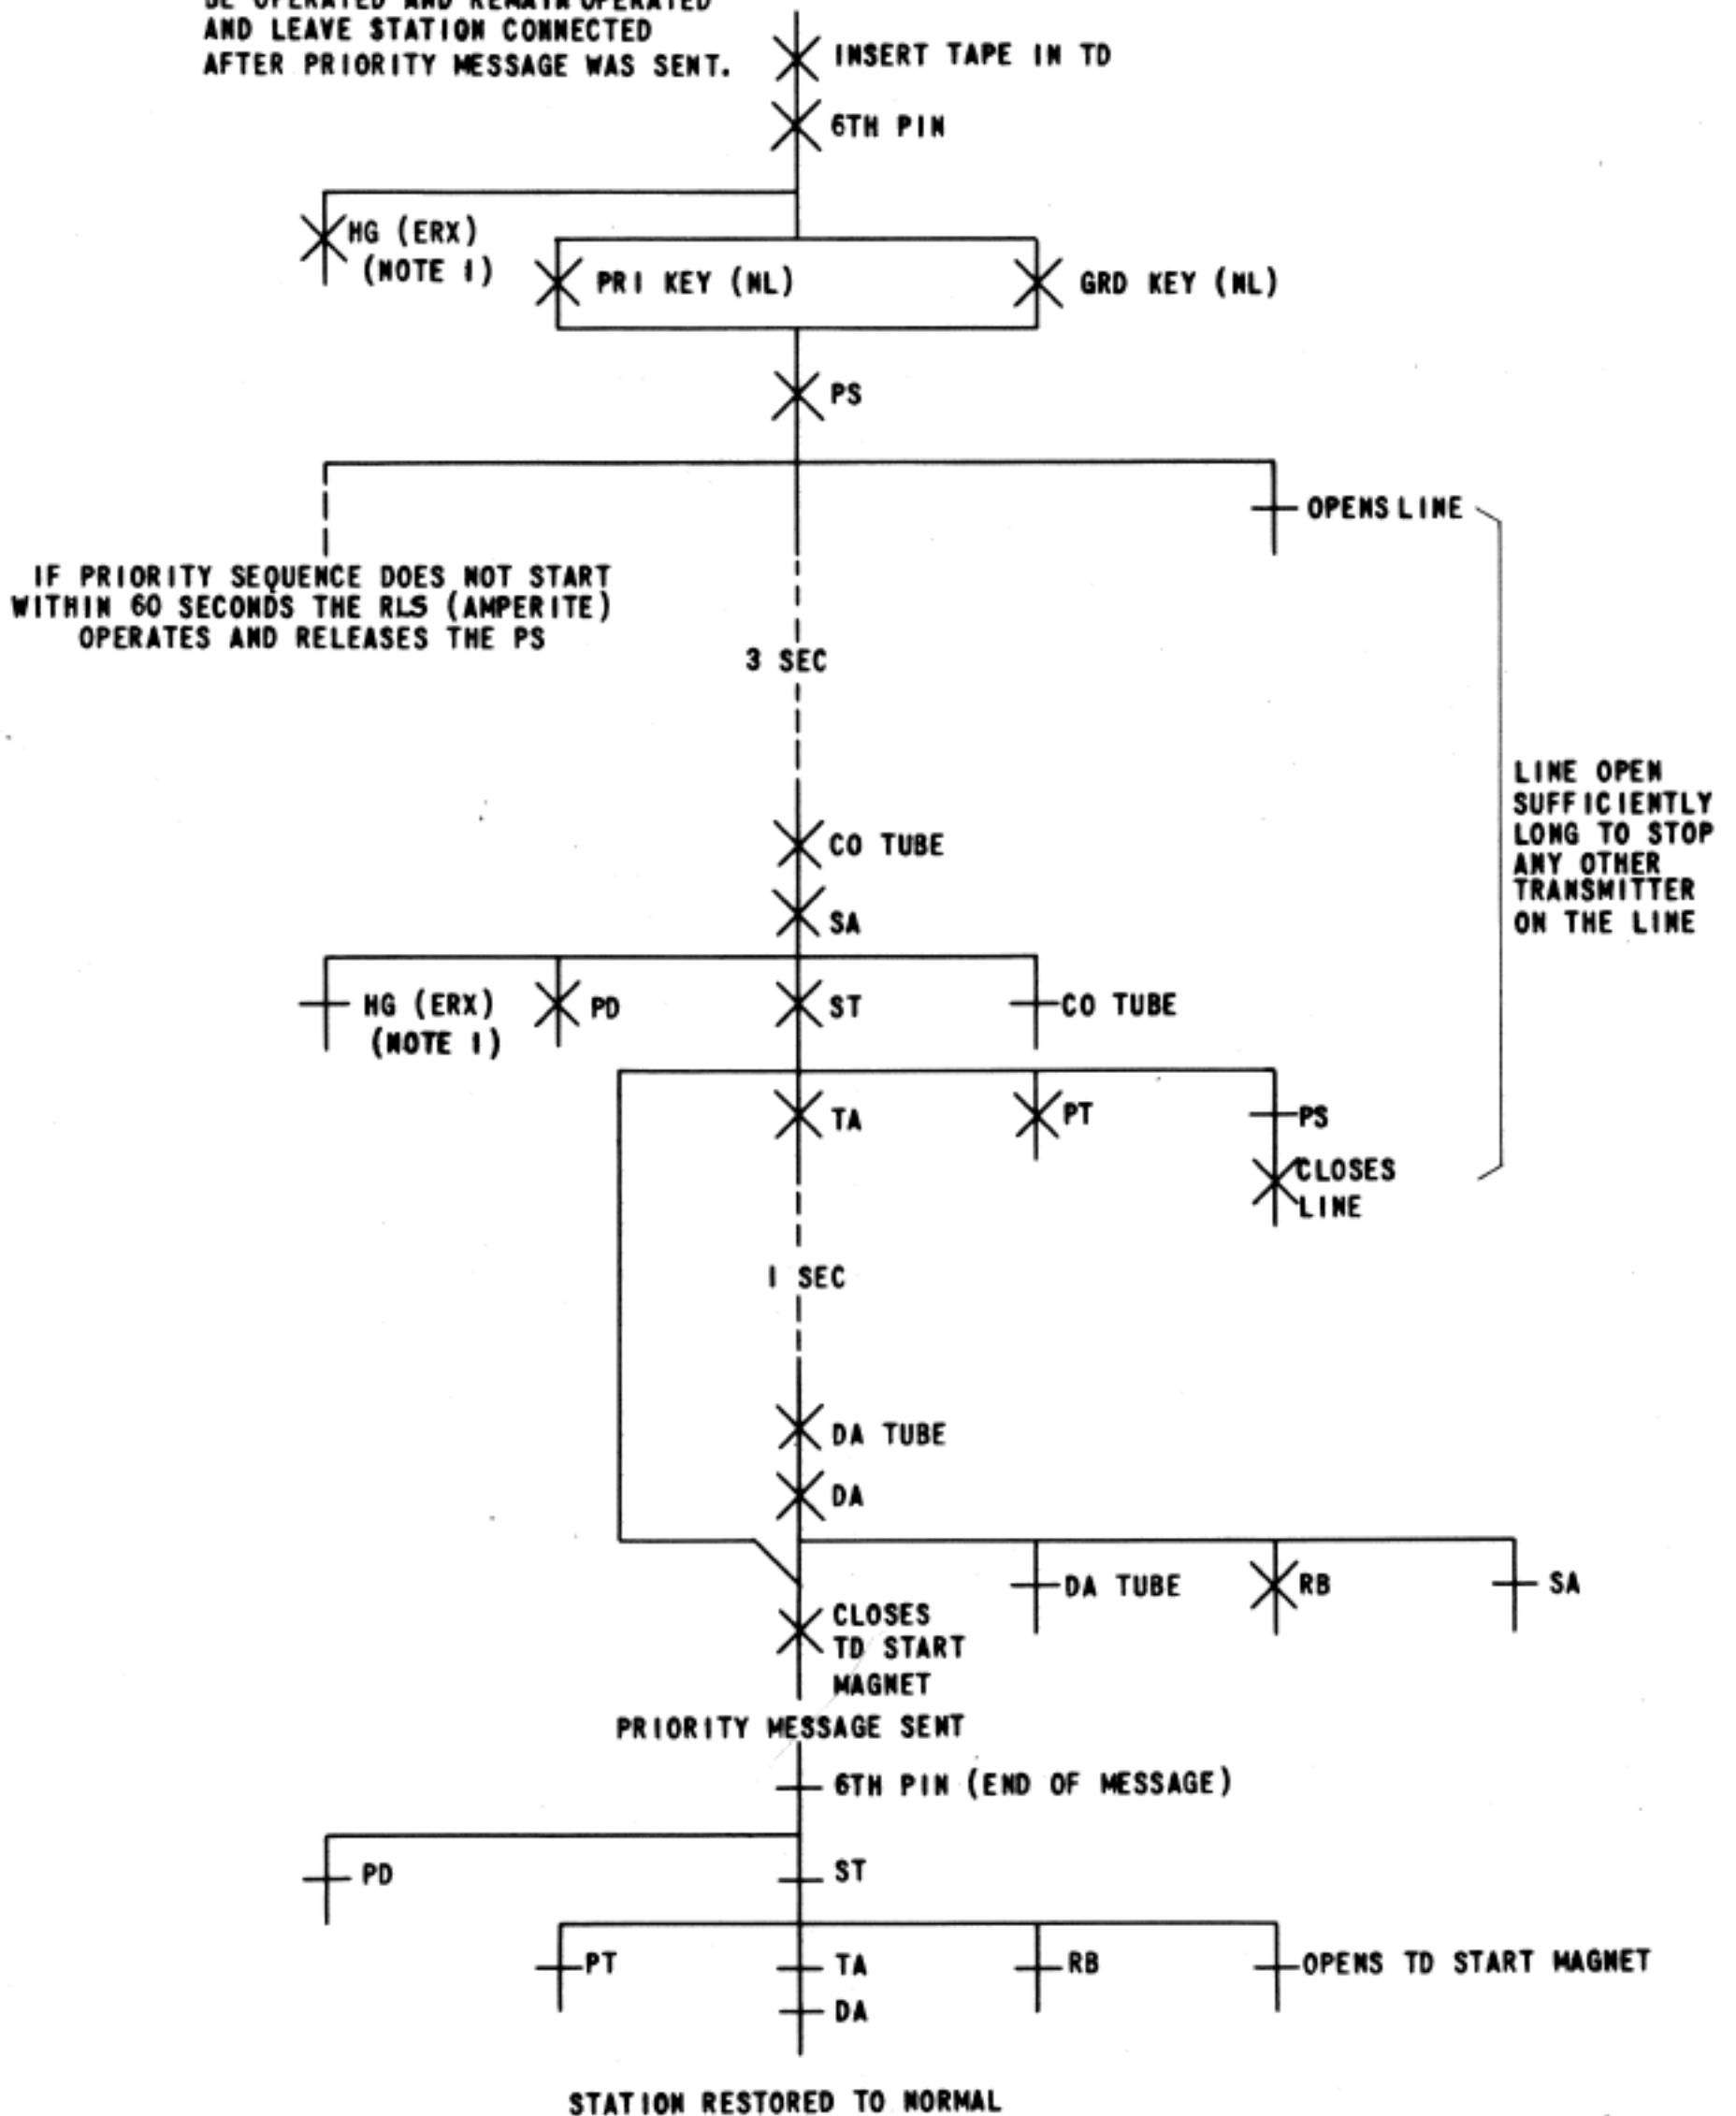 BE OPERATED AND REMAIN OPERATED
AND LEAVE STATION CONNECTED
AFTER PRIORITY MESSAGE WAS SENT.
INSERT TAPE IN TD
6TH PIN
HG (ERX)
(NOTE 1)
PRI KEY (NL)
GRD KEY (NL)
PS
OPENS LINE
IF PRIORITY SEQUENCE DOES NOT START
WITHIN 60 SECONDS THE RLS (AMPERITE)
OPERATES AND RELEASES THE PS
3 SEC
LINE OPEN
SUFFICIENTLY
LONG TO STOP
ANY OTHER
TRANSMITTER
ON THE LINE
CO TUBE
SA
HG (ERX)
(NOTE 1)
PD
ST
CO TUBE
TA
PT
PS
CLOSES
LINE
1 SEC
DA TUBE
DA
DA TUBE
RB
SA
CLOSES
TD START
MAGNET
PRIORITY MESSAGE SENT
6TH PIN (END OF MESSAGE)
PD
ST
PT
TA
RB
OPENS TD START MAGNET
DA
STATION RESTORED TO NORMAL